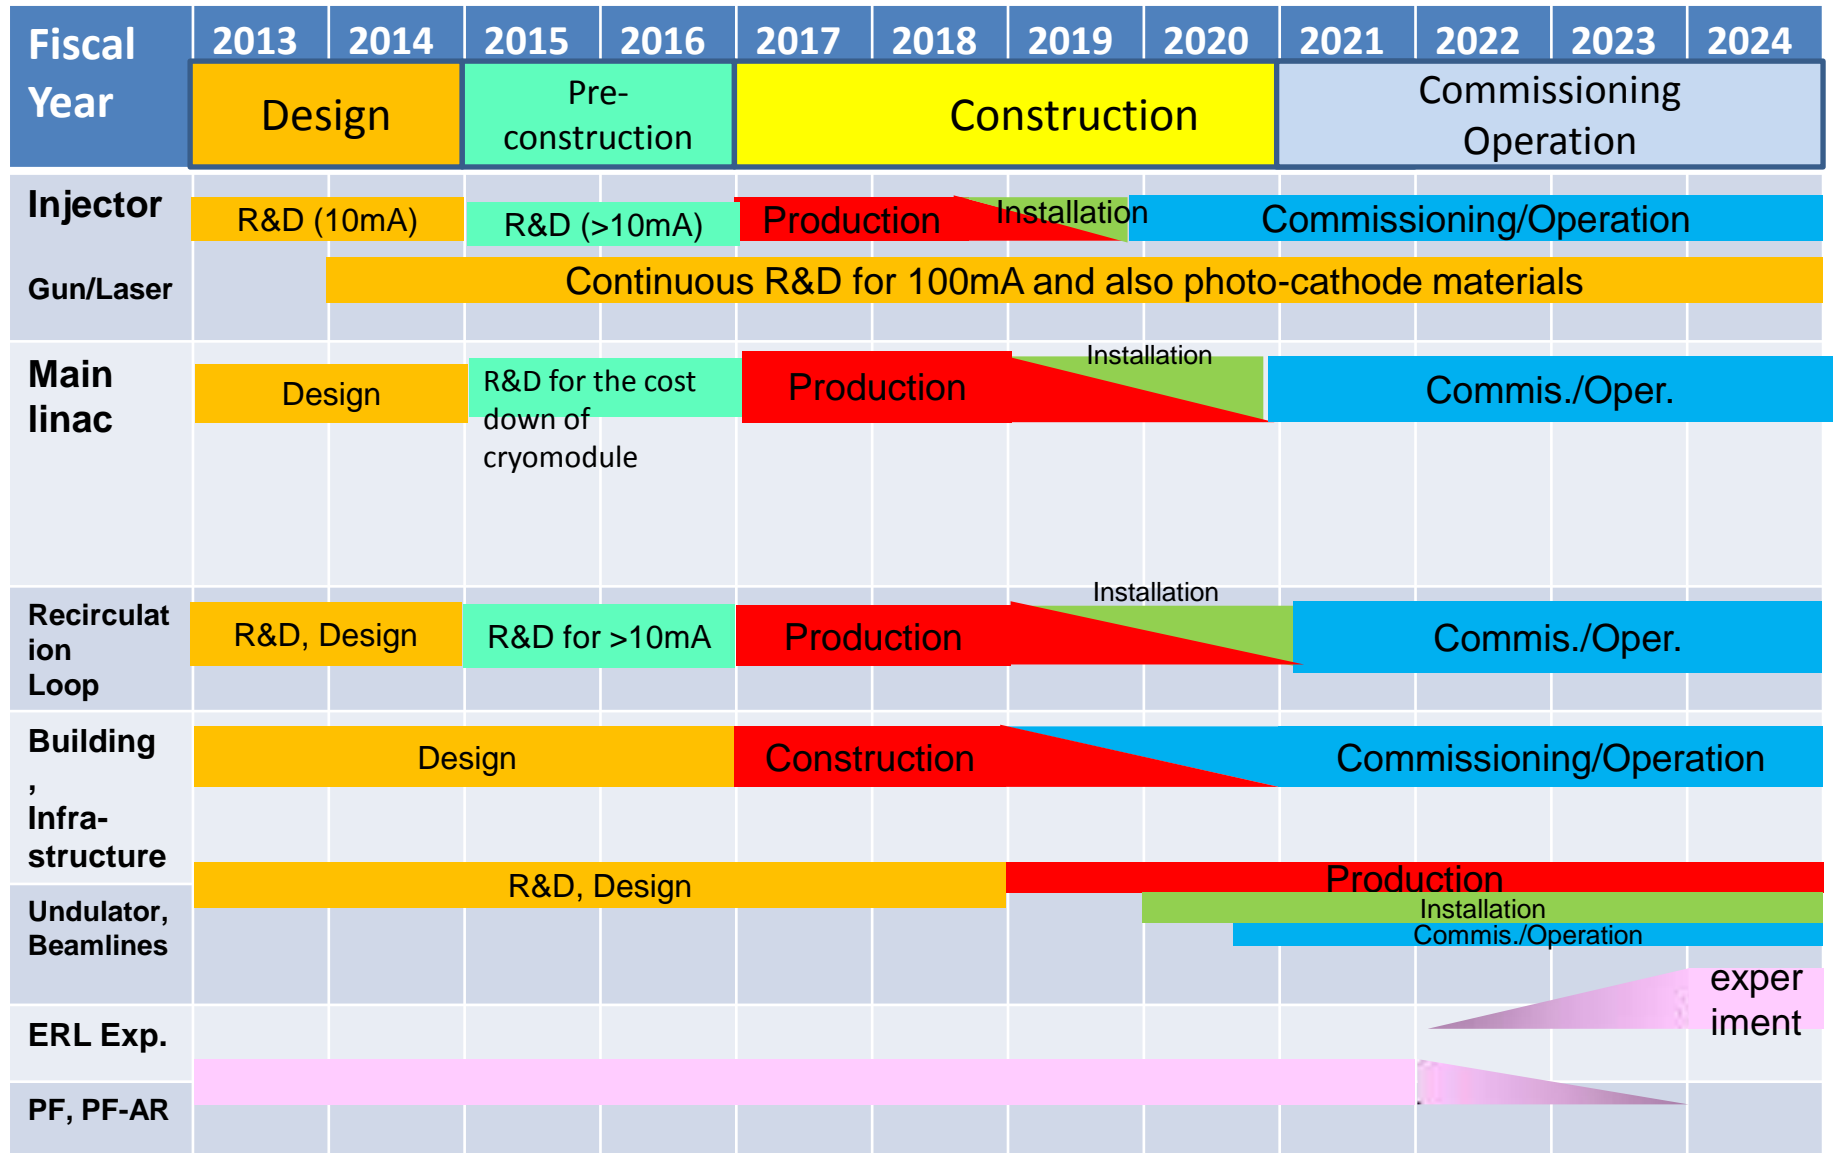 Fiscal Year
2013 2014 2015 2016 2017 2018 2019 2020 2021 2022 2023 2024
Design
Pre-
construction
Construction
Commissioning
Operation
Injector
R&D (10mA)
R&D (>10mA)
Production
Installation
Commissioning/Operation
Gun/Laser
Continuous R&D for 100mA and also photo-cathode materials
Main
linac
Design
R&D for the cost
down of
cryomodule
Production
Installation
Commis./Oper.
Recirculat
ion
Loop
R&D, Design
R&D for >10mA
Production
Installation
Commis./Oper.
Building
,
Infra-
structure
Design
Construction
Commissioning/Operation
Undulator,
Beamlines
R&D, Design
Production
Installation
Commis./Operation
ERL Exp.
exper
iment
PF, PF-AR